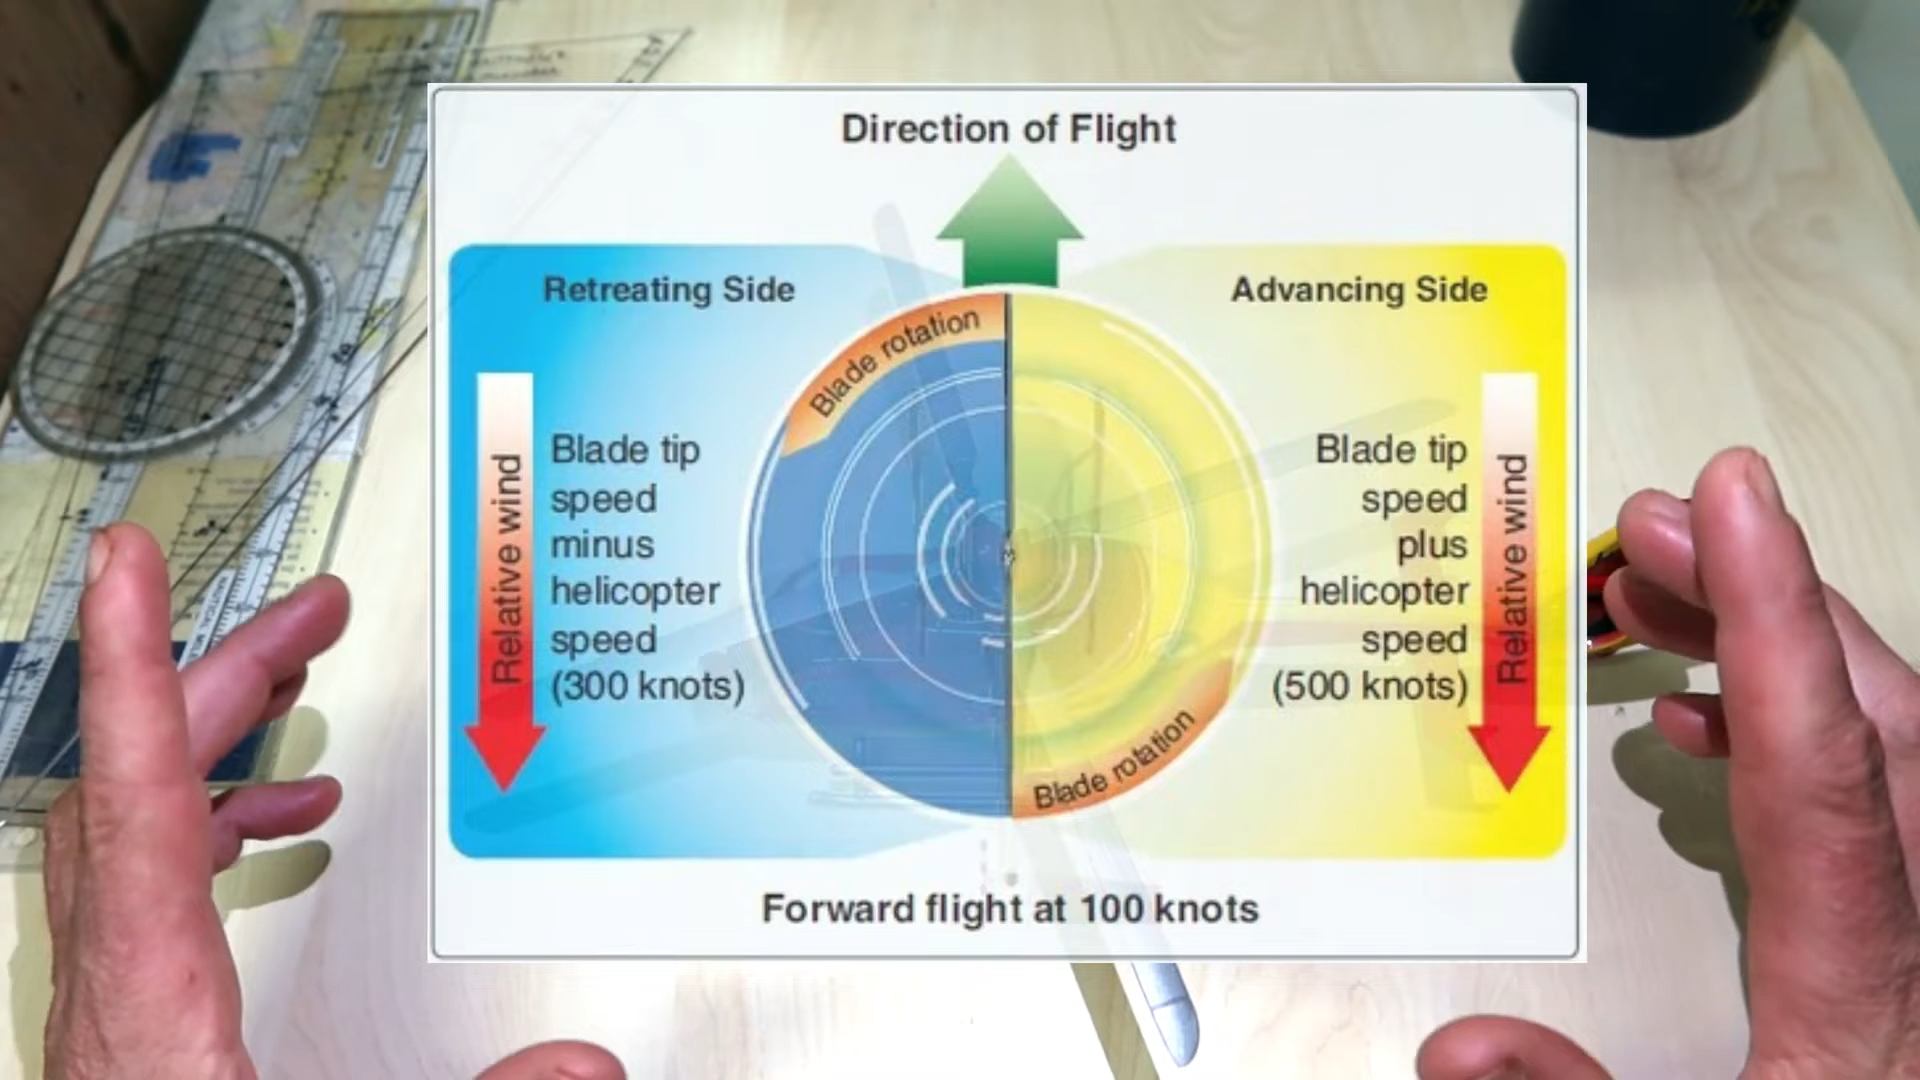 Direction of Flight
Retreating Side
Advancing Side
Blade rotation
Relative wind
Blade tip
speed
minus
helicopter
speed
(300 knots)
Blade tip
speed
plus
helicopter
speed
(500 knots)
Relative wind
Blade rotation
Forward flight at 100 knots